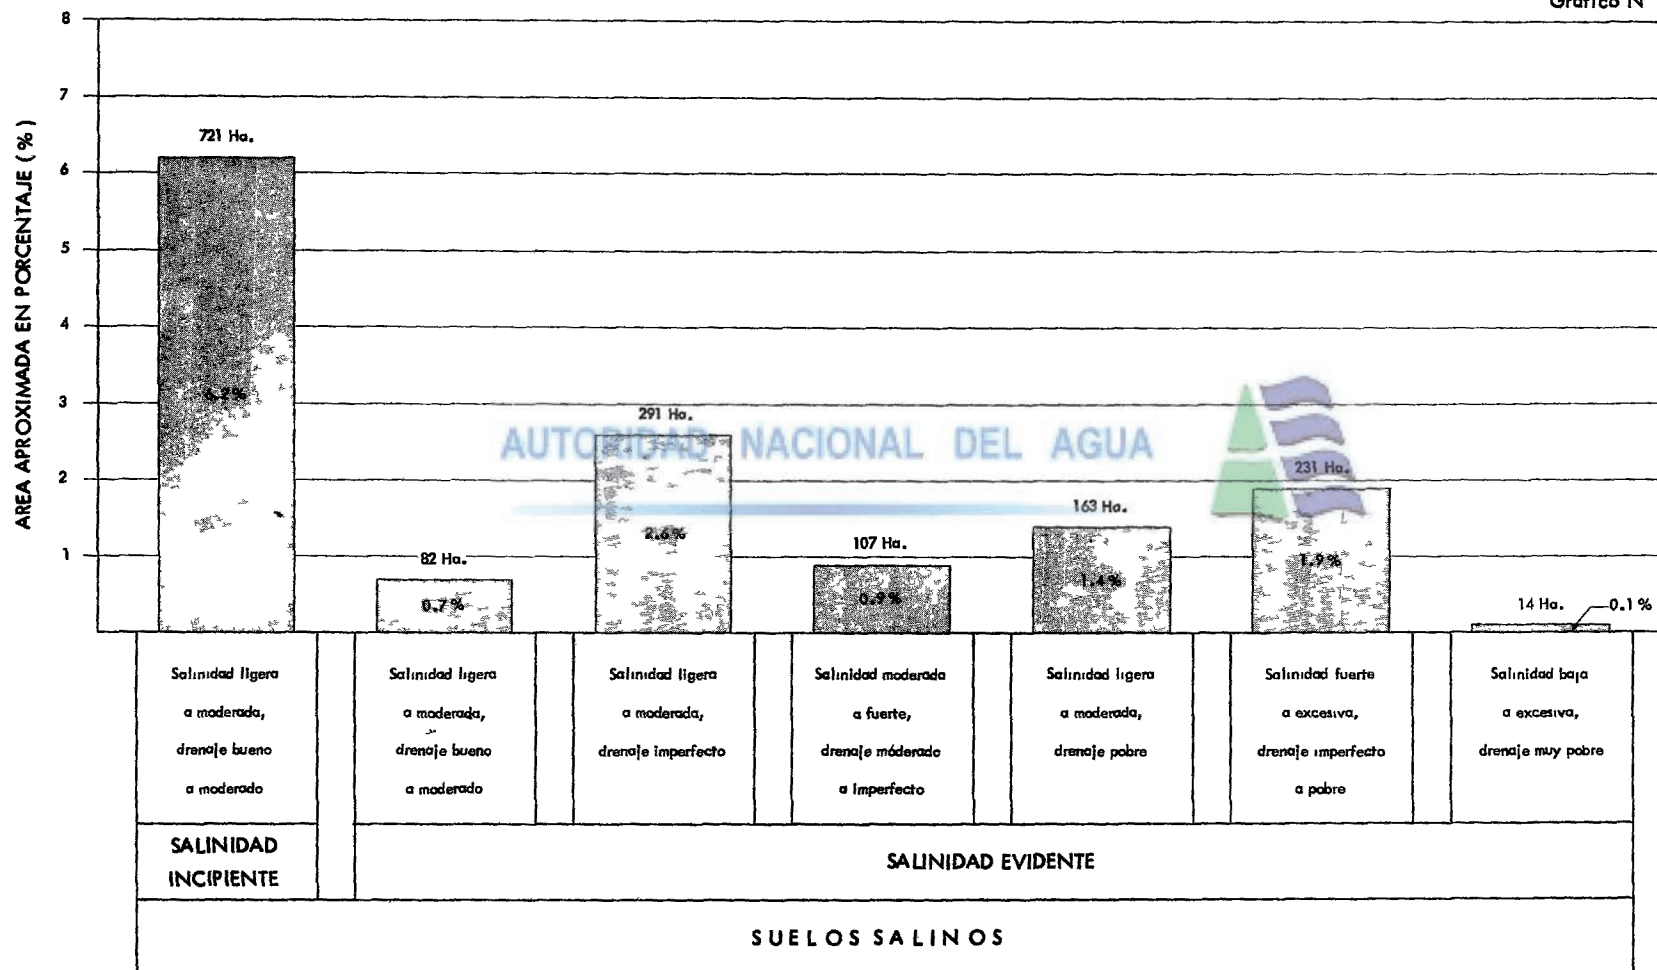 Gráfico N
AREA APROXIMADA EN PORCENTAJE ( % )
8
7
6
5
4
3
2
1
721 Ha.
6.2%
82 Ha.
0.7%
291 Ha.
2.6%
107 Ha.
0.9%
163 Ha.
1.4%
231 Ha.
1.9%
14 Ha.
0.1%
AUTORIDAD NACIONAL DEL AGUA
Salinidad ligera
a moderada,
drenaje bueno
a moderado
Salinidad ligera
a moderada,
drenaje bueno
a moderado
Salinidad ligera
a moderada,
drenaje imperfecto
Salinidad moderada
a fuerte,
drenaje móderado
a imperfecto
Salinidad ligera
a moderada,
drenaje pobre
Salinidad fuerte
a excesiva,
drenaje imperfecto
a pobre
Salinidad baja
a excesiva,
drenaje muy pobre
SALINIDAD
INCIPIENTE
SALINIDAD EVIDENTE
SUELOS SALINOS